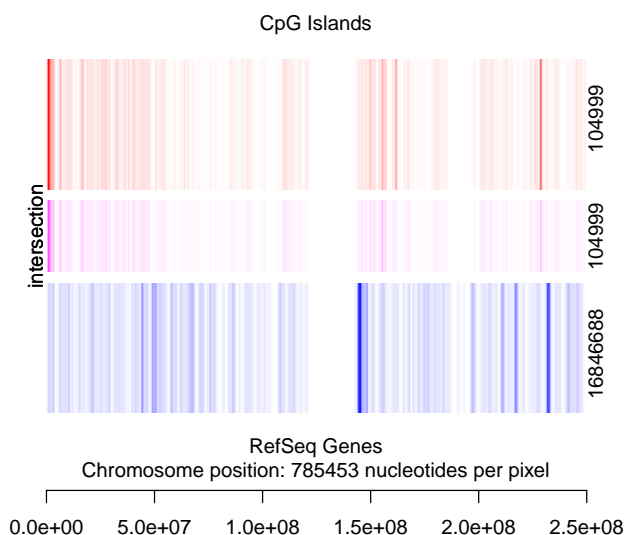 CpG Islands
104999
intersection
104999
16846688
RefSeq Genes
Chromosome position: 785453 nucleotides per pixel
0.0e+00 5.0e+07 1.0e+08 1.5e+08 2.0e+08 2.5e+08